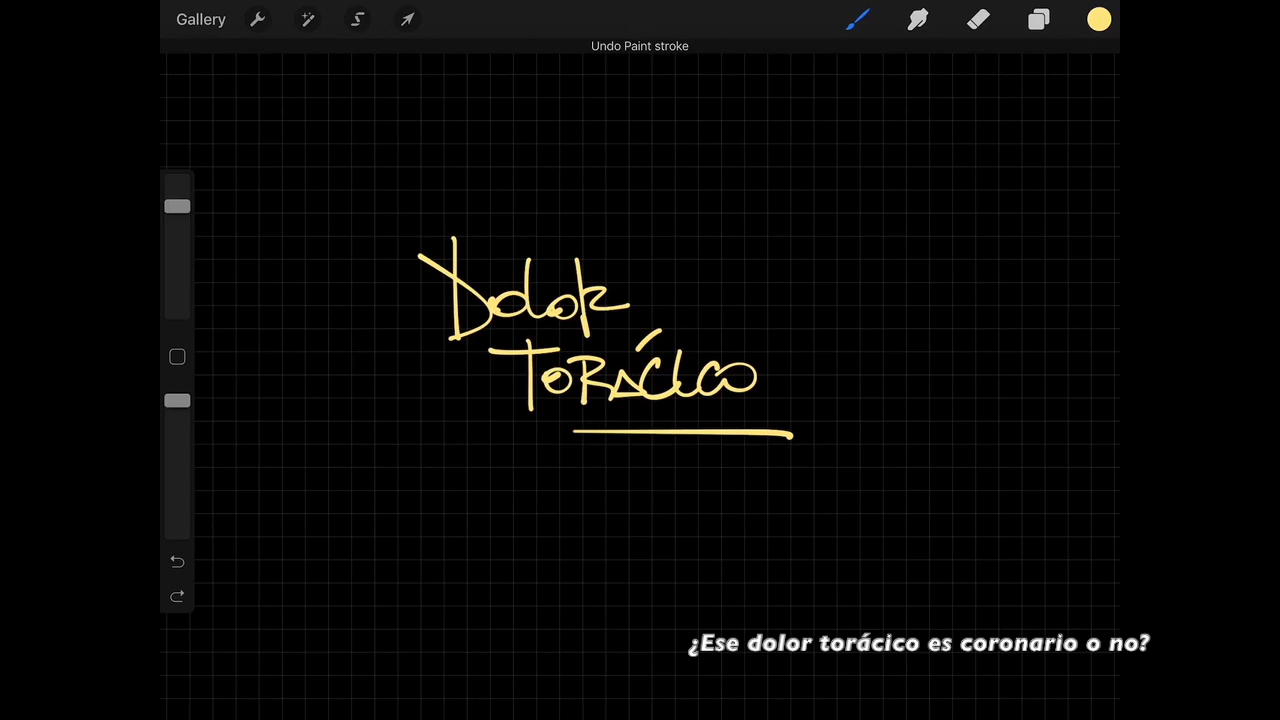 Gallery
Undo Paint stroke
Dolor
TORÁCICO
¿Ese dolor torácico es coronario o no?